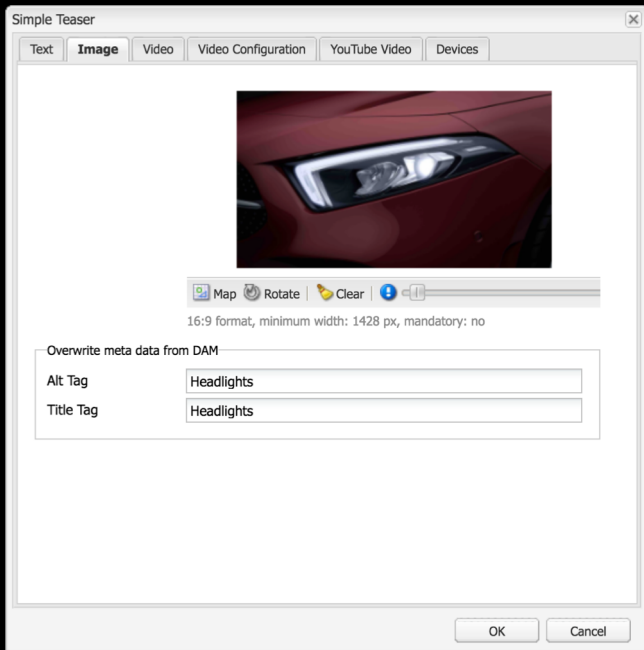 Simple Teaser
Text Image Video Video Configuration YouTube Video Devices
Map Rotate Clear
16:9 format, minimum width: 1428 px, mandatory: no
Overwrite meta data from DAM
Alt Tag Headlights
Title Tag Headlights
OK Cancel